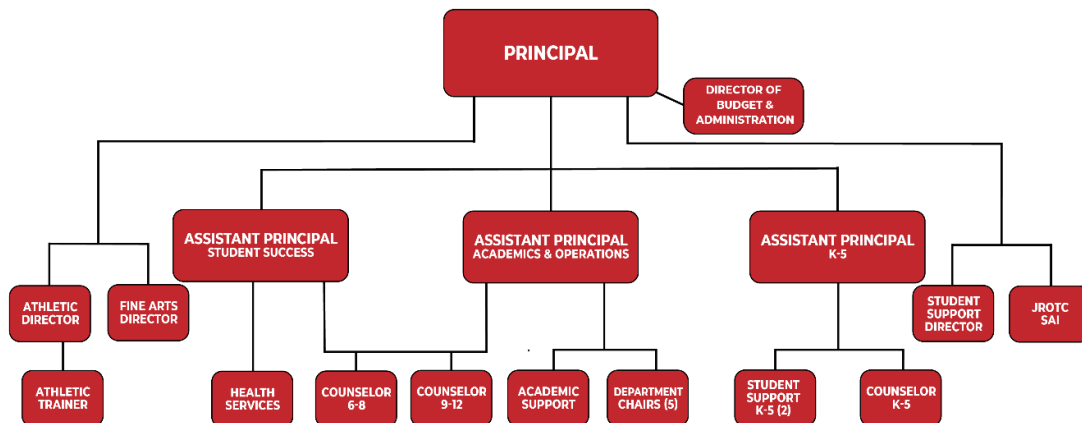 PRINCIPAL
DIRECTOR OF
BUDGET &
ADMINISTRATION
ASSISTANT PRINCIPAL
STUDENT SUCCESS
ASSISTANT PRINCIPAL
ACADEMICS & OPERATIONS
ASSISTANT PRINCIPAL
K-5
ATHLETIC
DIRECTOR
FINE ARTS
DIRECTOR
STUDENT
SUPPORT
DIRECTOR
JROTC
SAI
ATHLETIC
TRAINER
HEALTH
SERVICES
COUNSELOR
6-8
COUNSELOR
9-12
ACADEMIC
SUPPORT
DEPARTMENT
CHAIRS (5)
STUDENT
SUPPORT
K-5 (2)
COUNSELOR
K-5